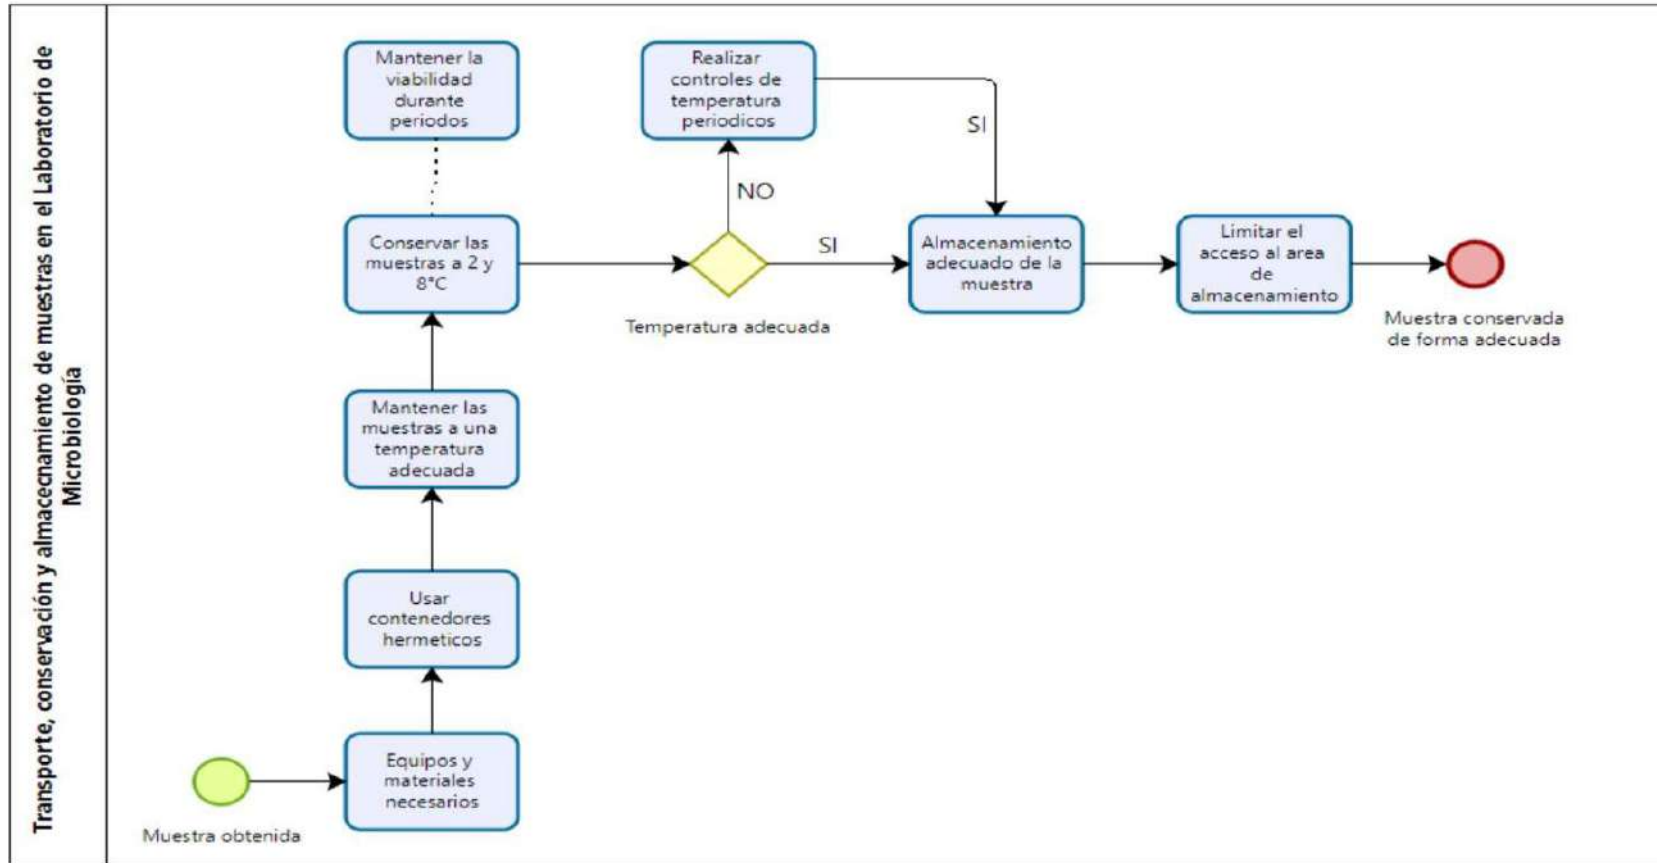 Transporte, conservación y almacecnamiento de muestras en el Laboratorio de
Microbiología
Mantener la
viabilidad
durante
periodos
Realizar
controles de
temperatura
periodicos
SI
NO
Conservar las
muestras a 2 y
8°C
SI
Temperatura adecuada
Almacenamiento
adecuado de la
muestra
Limitar el
acceso al area
de
almacenamiento
Muestra conservada
de forma adecuada
Mantener las
muestras a una
temperatura
adecuada
Usar
contenedores
hermeticos
Equipos y
materiales
necesarios
Muestra obtenida